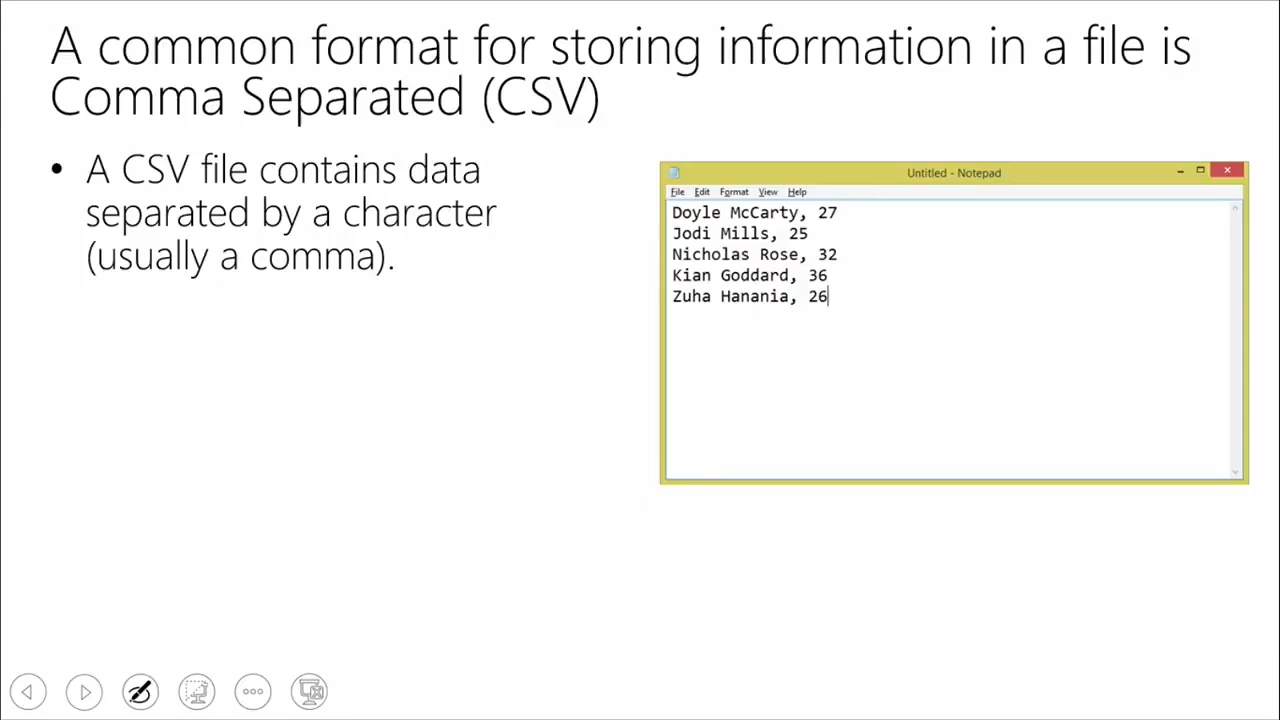 A common format for storing information in a file is
Comma Separated (CSV)
• A CSV file contains data
separated by a character
(usually a comma).
Untitled - Notepad
File Edit Format View Help
Doyle McCarty, 27
Jodi Mills, 25
Nicholas Rose, 32
Kian Goddard, 36
Zuha Hanania, 26